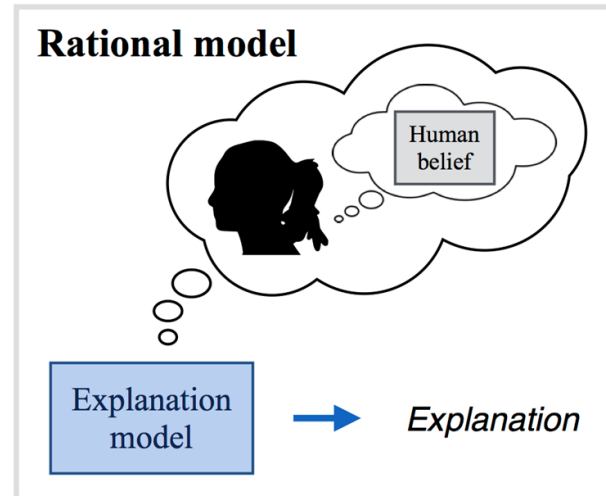 Rational model
Human
belief
Explanation
model
Explanation